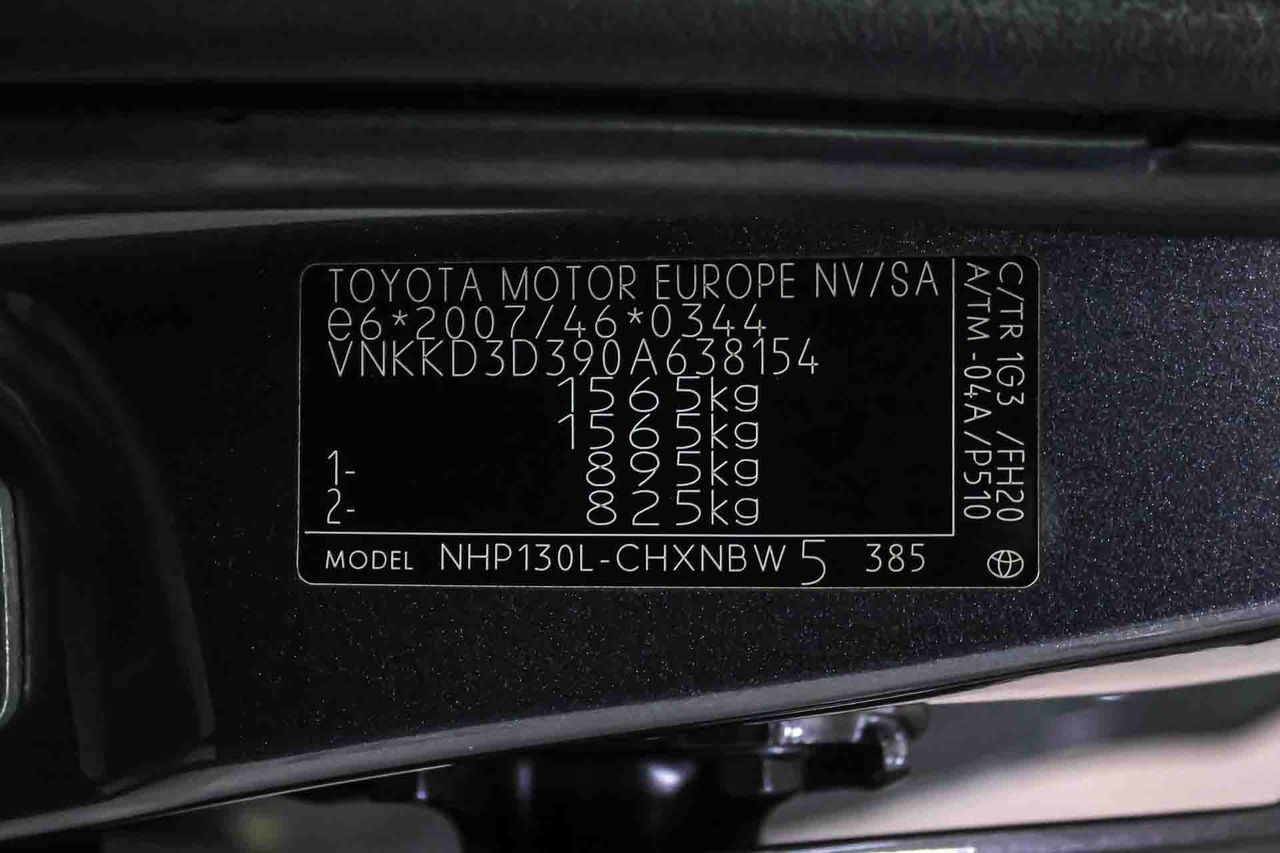 TOYOTA MOTOR EUROPE NV/SA
e6*2007/46*0344
VNKKD3D390A638154
1565kg
1565kg
1- 895kg
2- 825kg
MODEL NHP130L-CHXNBW 5 385
C/TR 1G3 /FH20
A/TM -04A/P510